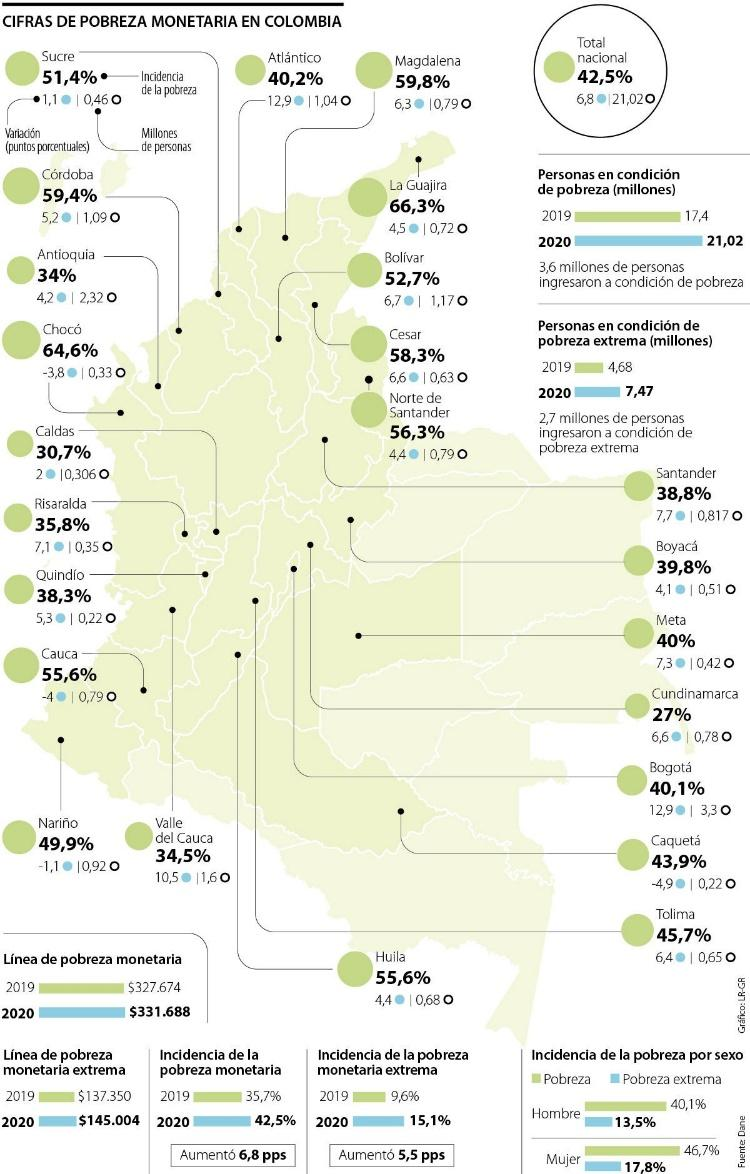 CIFRAS DE POBREZA MONETARIA EN COLOMBIA
Sucre
51,4%
1,1 | 0,46
Incidencia
de la pobreza
Variación
(puntos porcentuales)
Millones
de personas
Atlántico
40,2%
12,9 | 1,04
Magdalena
59,8%
6,3 | 0,79
Total
nacional
42,5%
6,8 | 21,02
Córdoba
59,4%
5,2 | 1,09
La Guajira
66,3%
4,5 | 0,72
Antioquia
34%
4,2 | 2,32
Bolívar
52,7%
6,7 | 1,17
Chocó
64,6%
-3,8 | 0,33
Cesar
58,3%
6,6 | 0,63
Norte de
Santander
56,3%
4,4 | 0,79
Caldas
30,7%
2 | 0,306
Risaralda
35,8%
7,1 | 0,35
Quindío
38,3%
5,3 | 0,22
Cauca
55,6%
-4 | 0,79
Nariño
49,9%
-1,1 | 0,92
Valle
del Cauca
34,5%
10,5 | 1,6
Personas en condición
de pobreza (millones)
2019 17,4
2020 21,02
3,6 millones de personas
ingresaron a condición de pobreza
Personas en condición de
pobreza extrema (millones)
2019 4,68
2020 7,47
2,7 millones de personas
ingresaron a condición de
pobreza extrema
Santander
38,8%
7,7 | 0,817
Boyacá
39,8%
4,1 | 0,51
Meta
40%
7,3 | 0,42
Cundinamarca
27%
6,6 | 0,78
Bogotá
40,1%
12,9 | 3,3
Caquetá
43,9%
-4,9 | 0,22
Tolima
45,7%
6,4 | 0,65
Huila
55,6%
4,4 | 0,68
Línea de pobreza monetaria
2019 $327.674
2020 $331.688
Línea de pobreza
monetaria extrema
2019 $137.350
2020 $145.004
Incidencia de la
pobreza monetaria
2019 35,7%
2020 42,5%
Aumentó 6,8 pps
Incidencia de la pobreza
monetaria extrema
2019 9,6%
2020 15,1%
Aumentó 5,5 pps
Incidencia de la pobreza por sexo
Pobreza Pobreza extrema
Hombre 40,1%
13,5%
Mujer 46,7%
17,8%
Gráfico: LR-GR
Fuente: Dane